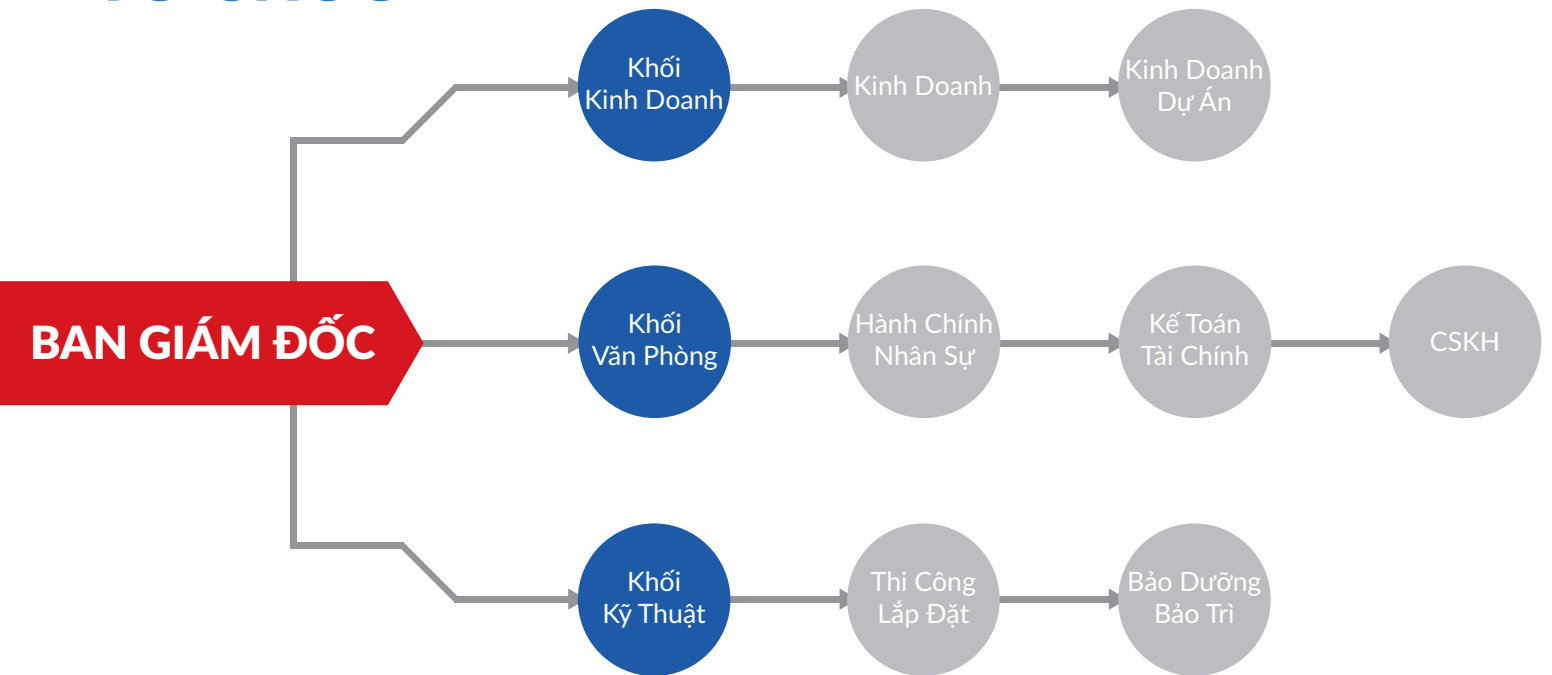 Khối
Kinh Doanh
Kinh Doanh
Kinh Doanh
Dự Án
BAN GIÁM ĐỐC
Khối
Văn Phòng
Hành Chính
Nhân Sự
Kế Toán
Tài Chính
CSKH
Khối
Kỹ Thuật
Thi Công
Lắp Đặt
Bảo Dưỡng
Bảo Trì